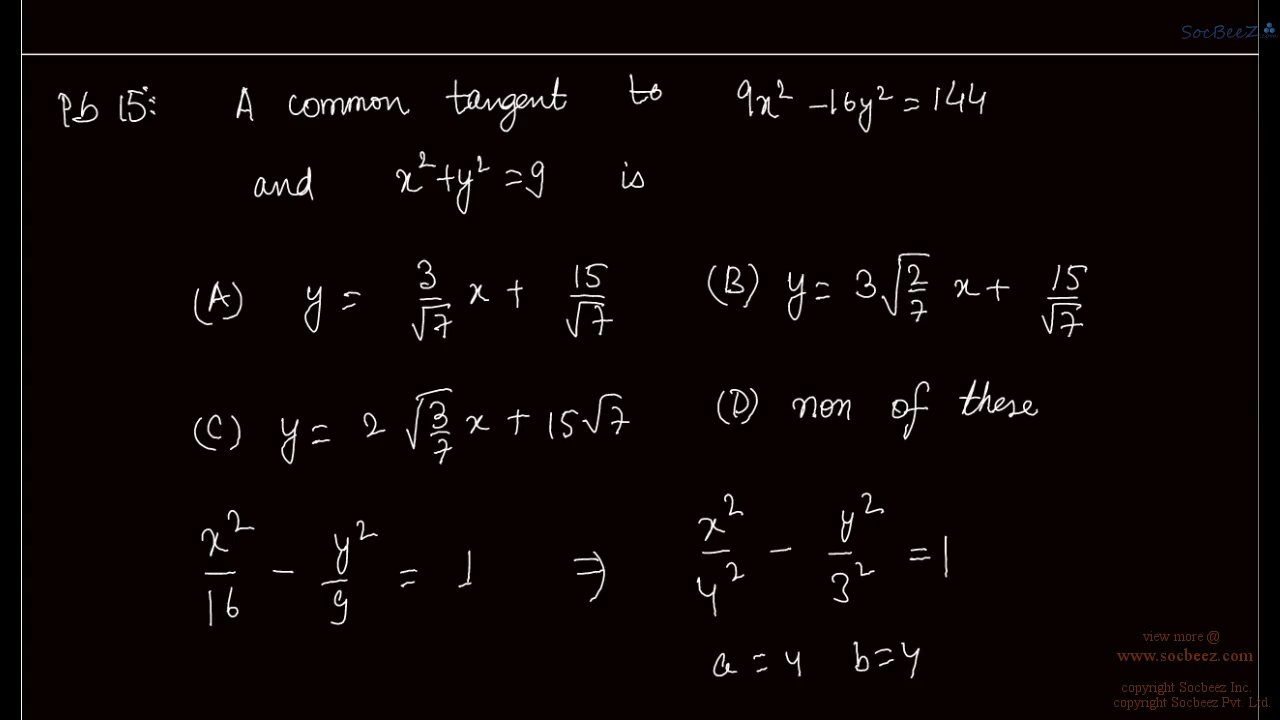 SocBeeZ
Pb 15: A common tangent to 9x² - 16y² = 144
and x² + y² = 9 is
(A) y = 3/√7 x + 15/√7 (B) y = 3√(2/7) x + 15/√7
(C) y = 2√(3/7) x + 15√7 (D) non of these
x²/16 - y²/9 = 1 ⇒ x²/4² - y²/3² = 1
a = 4 b = 4
view more @
www.socbeez.com
copyright Socbeez Inc.
copyright Socbeez Pvt. Ltd.